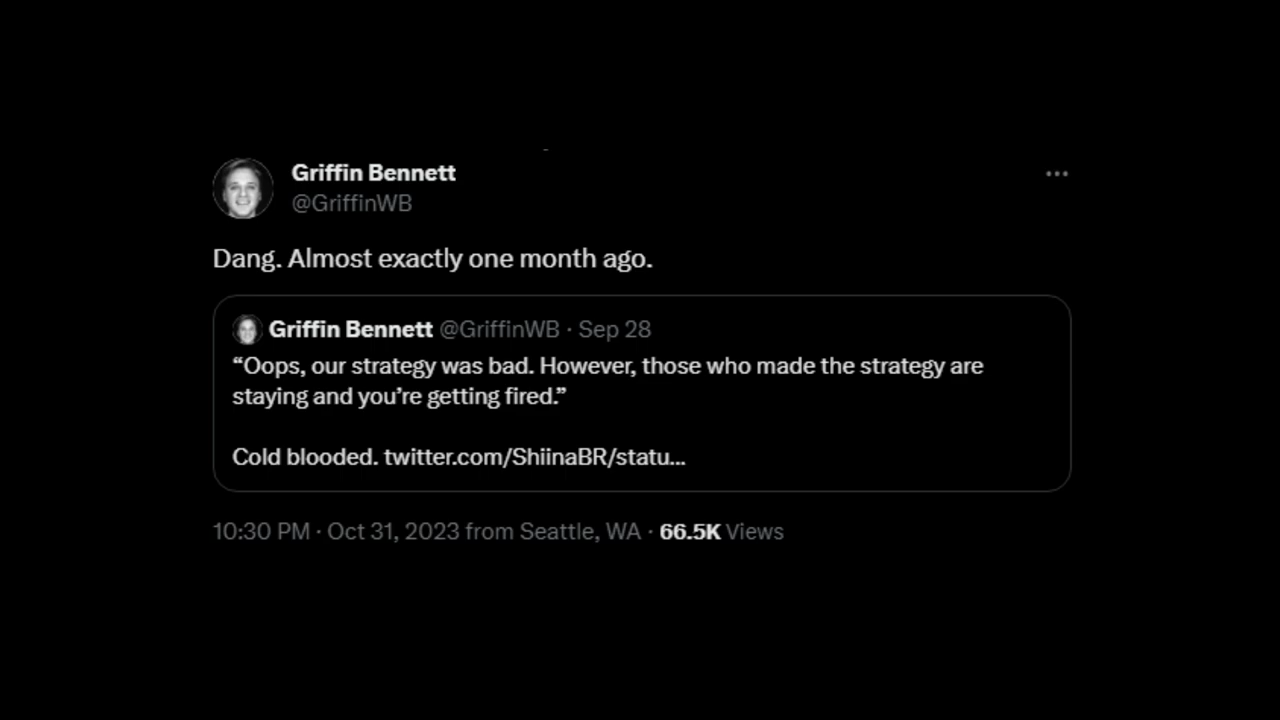 Griffin Bennett
@GriffinWB
Dang. Almost exactly one month ago.
Griffin Bennett @GriffinWB · Sep 28
“Oops, our strategy was bad. However, those who made the strategy are
staying and you’re getting fired.”
Cold blooded. twitter.com/ShiinaBR/statu...
10:30 PM · Oct 31, 2023 from Seattle, WA · 66.5K Views